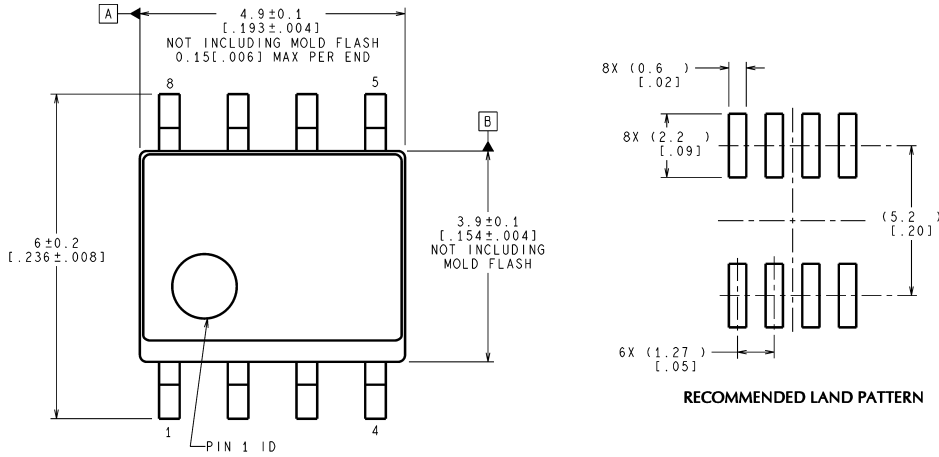 A
4.9±0.1
[.193±.004]
NOT INCLUDING MOLD FLASH
0.15[.006] MAX PER END
8
5
B
6±0.2
[.236±.008]
3.9±0.1
[.154±.004]
NOT INCLUDING
MOLD FLASH
1
4
PIN 1 ID
8X (0.6 )
[.02]
8X (2.2 )
[.09]
(5.2 )
[.20]
6X (1.27 )
[.05]
RECOMMENDED LAND PATTERN